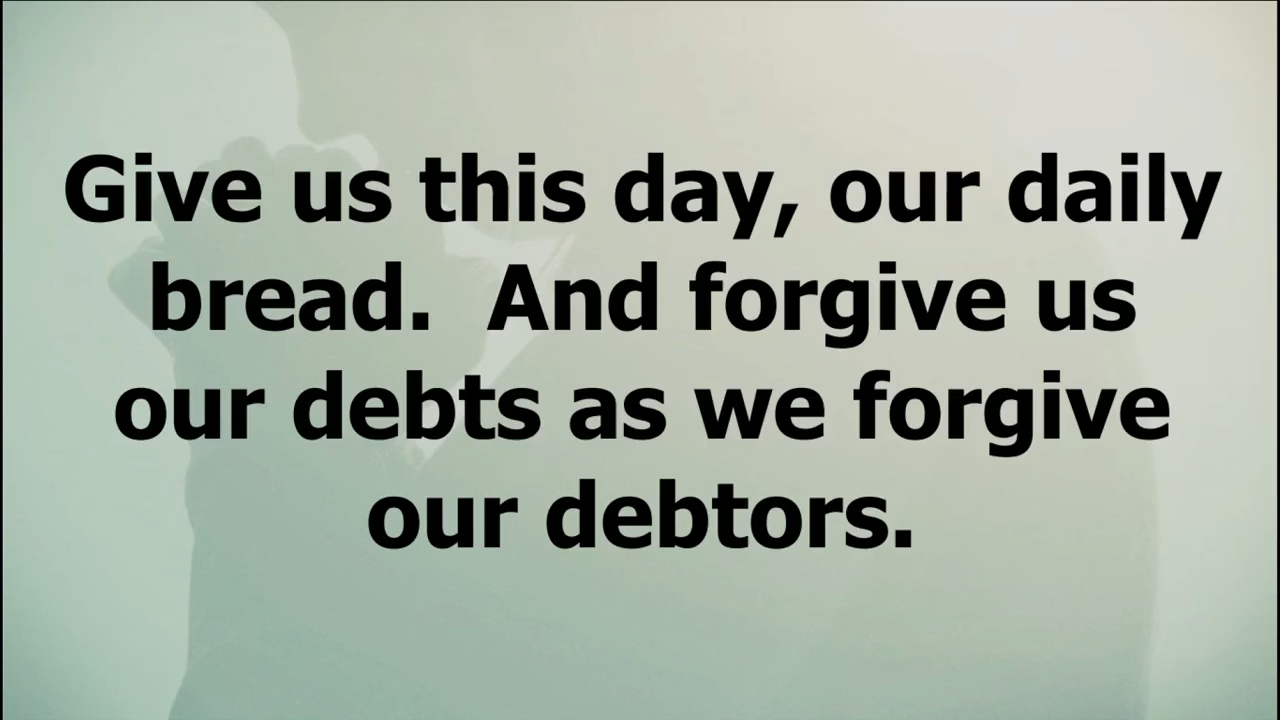 Give us this day, our daily
bread.  And forgive us
our debts as we forgive
our debtors.